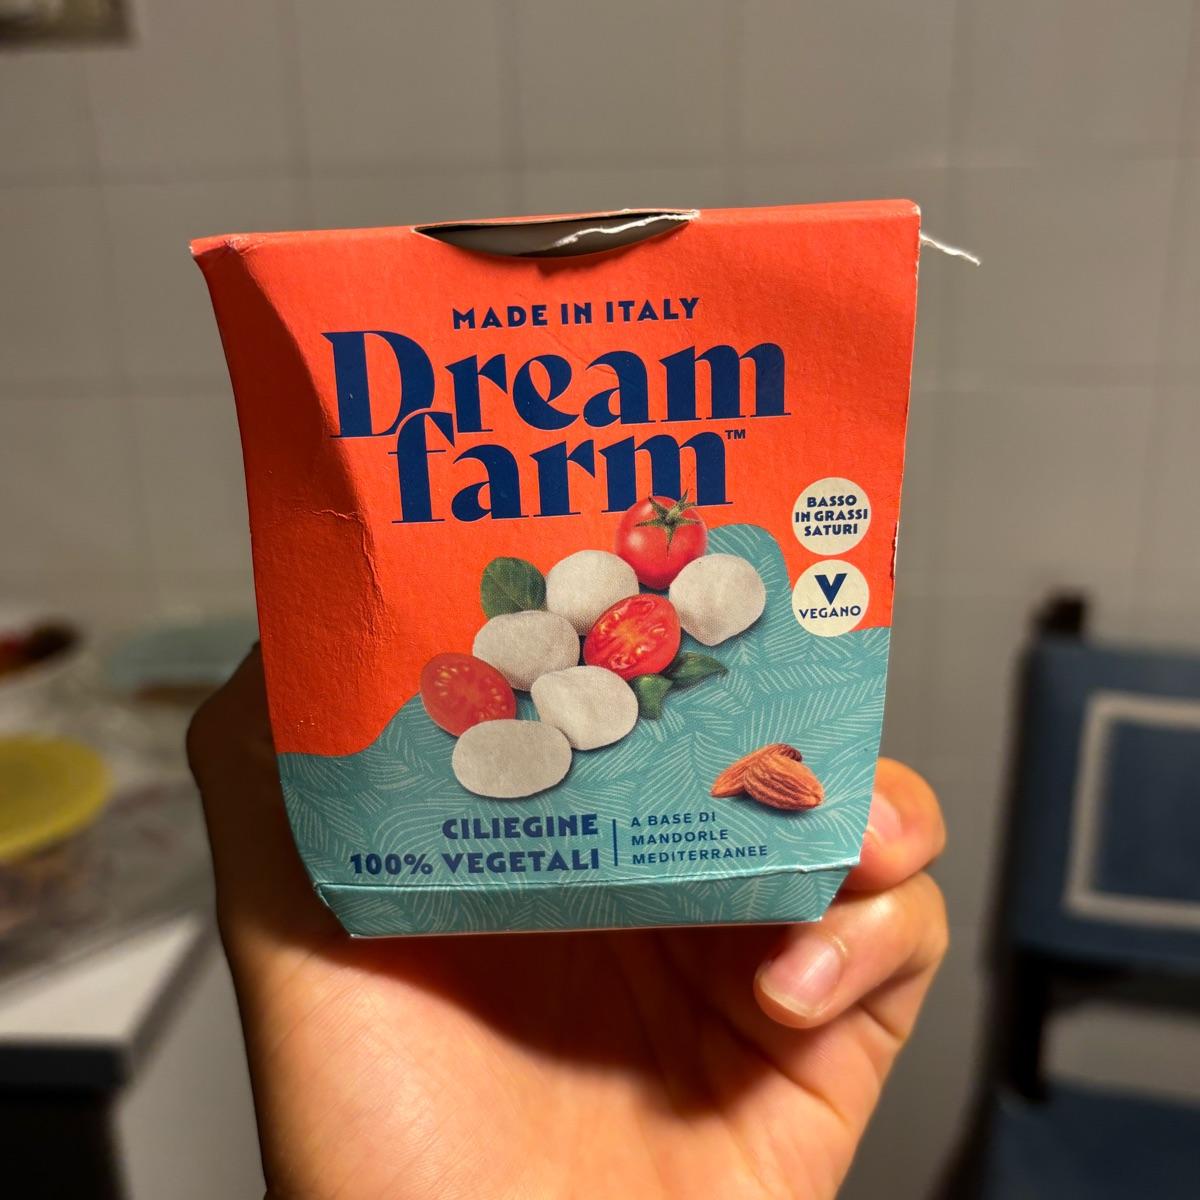 MADE IN ITALY
Dream
farm™
BASSO
IN GRASSI
SATURI
V
VEGANO
CILIEGINE
100% VEGETALI
A BASE DI
MANDORLE
MEDITERRANEE